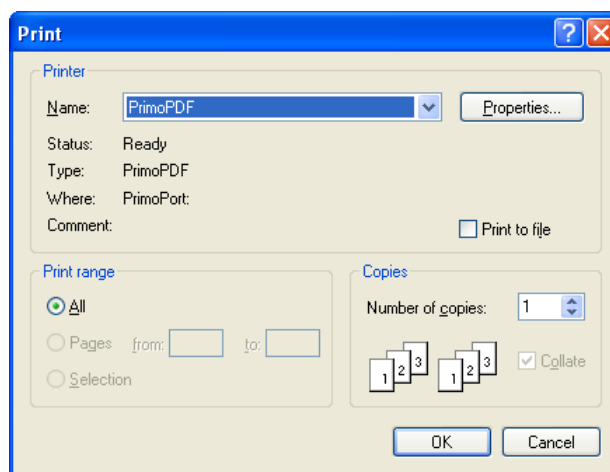 Print
Printer
Name: PrimoPDF Properties...
Status: Ready
Type: PrimoPDF
Where: PrimoPort:
Comment: Print to file
Print range
All
Pages from: to:
Selection
Copies
Number of copies: 1
1 2 3 1 2 3 Collate
OK Cancel